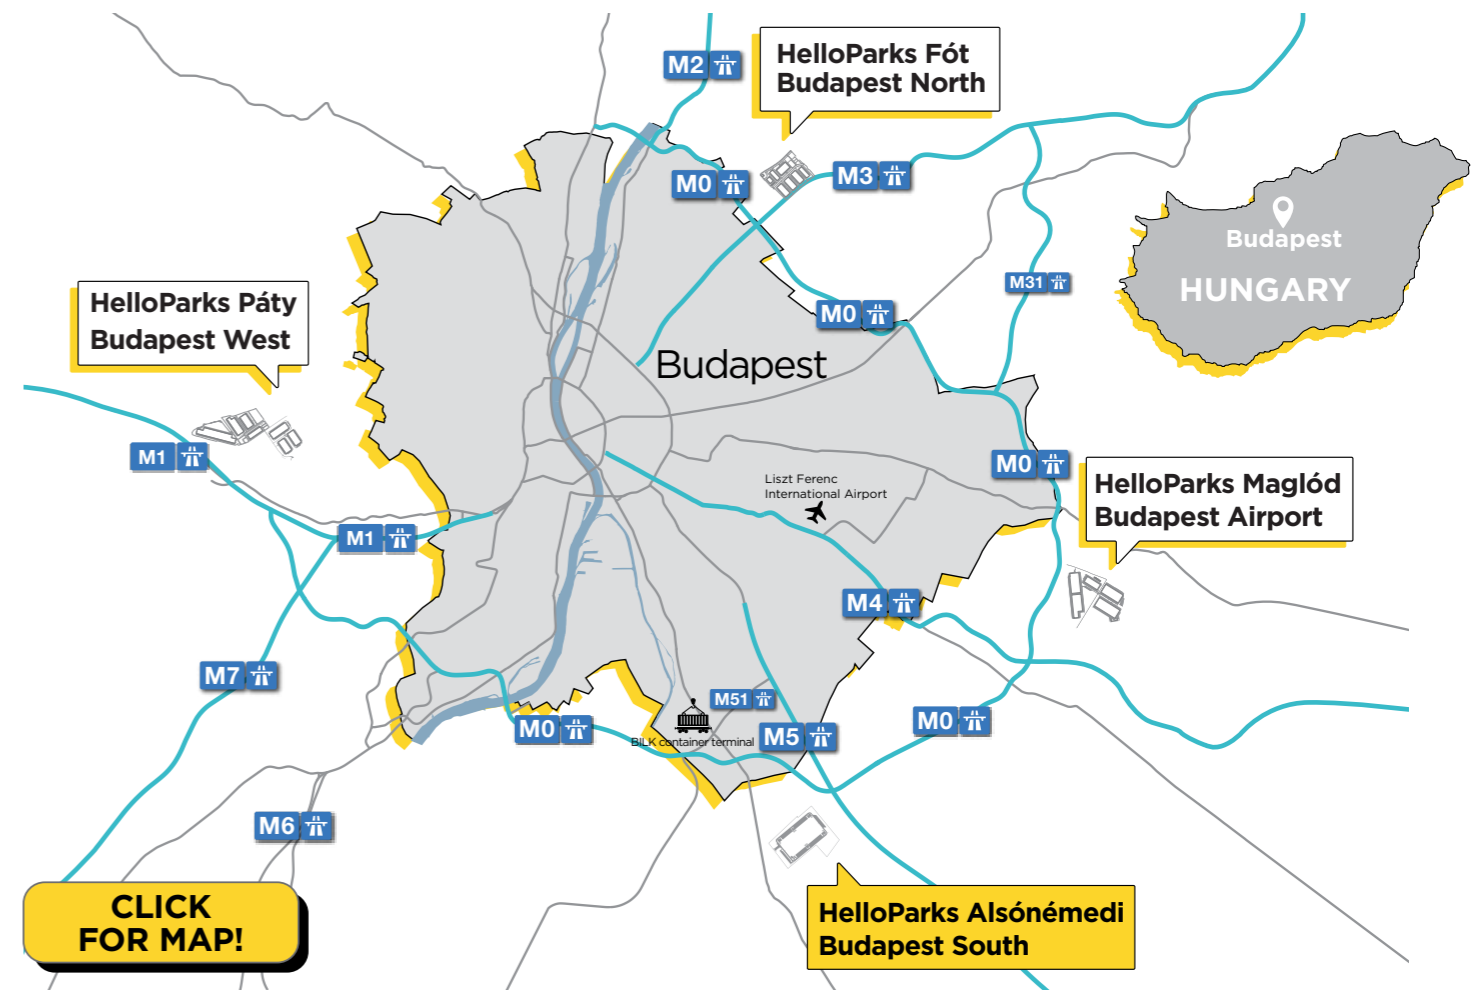 M2
HelloParks Fót
Budapest North
M0
M3
Budapest
HUNGARY
M31
HelloParks Páty
Budapest West
M0
Budapest
M1
M0
Liszt Ferenc
International Airport
HelloParks Maglód
Budapest Airport
M1
M4
M7
M51
M0
M0
M5
BILK container terminal
M6
CLICK
FOR MAP!
HelloParks Alsónémedi
Budapest South